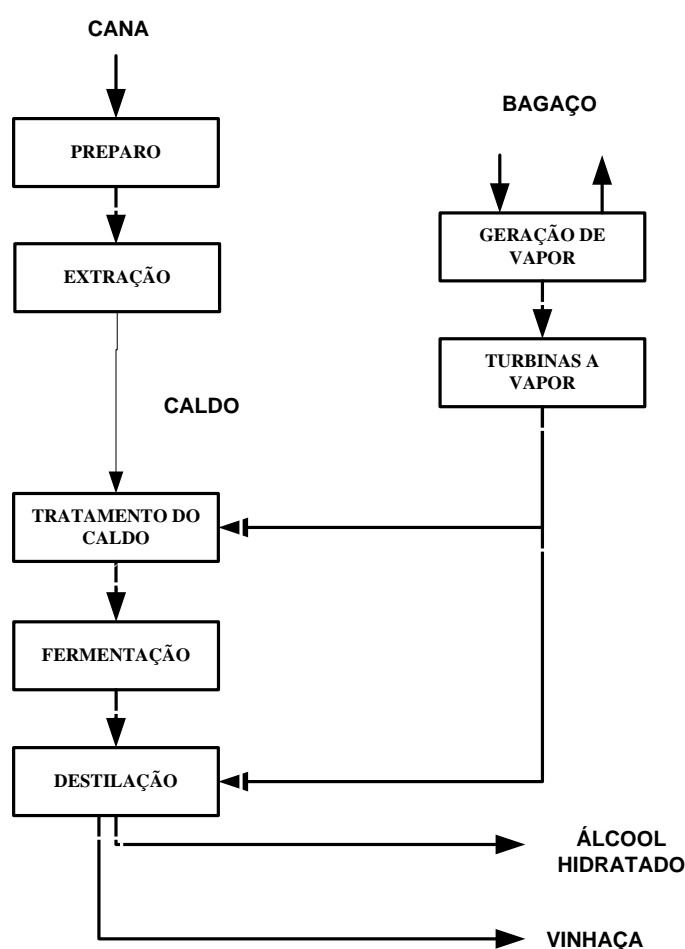 CANA
PREPARO
EXTRAÇÃO
CALDO
TRATAMENTO DO
CALDO
FERMENTAÇÃO
DESTILAÇÃO
BAGAÇO
GERAÇÃO DE
VAPOR
TURBINAS A
VAPOR
ÁLCOOL
HIDRATADO
VINHAÇA